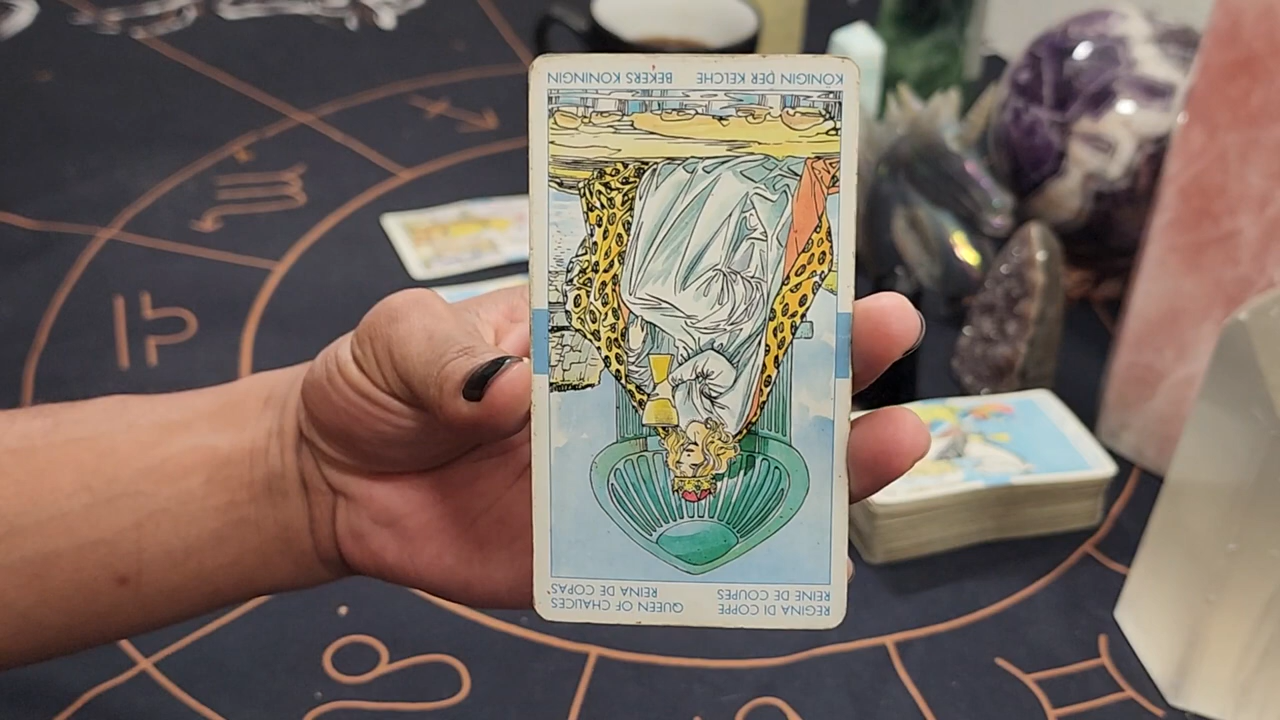 REGINA DI COPPE QUEEN OF CHALICES
REINE DE COUPES REINA DE COPAS
KONIGIN DER KELCHE BEKERS KONINGIN